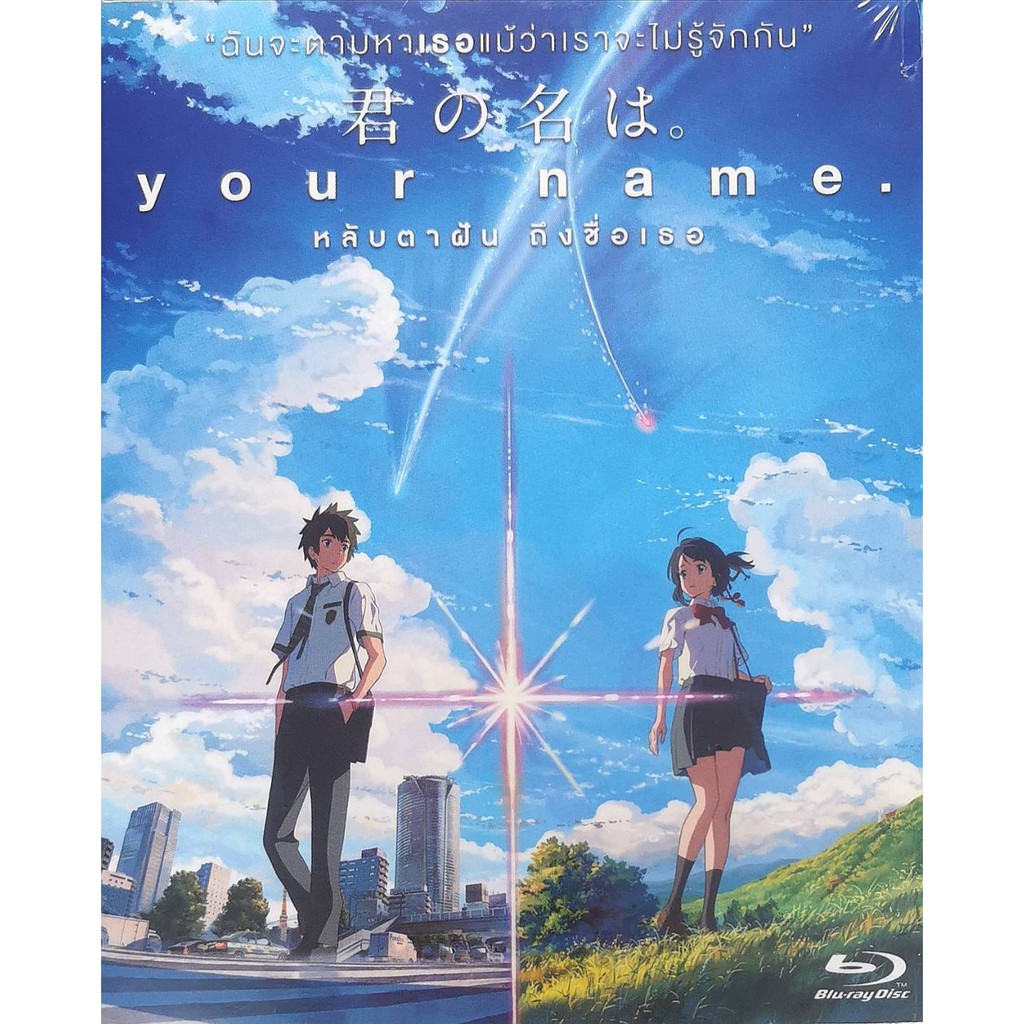 "ฉันจะตามหาเธอแม้ว่าเราจะไม่รู้จักกัน"
君の名は。
your name.
หลับตาฝัน ถึงชื่อเธอ
Blu-ray Disc
TM